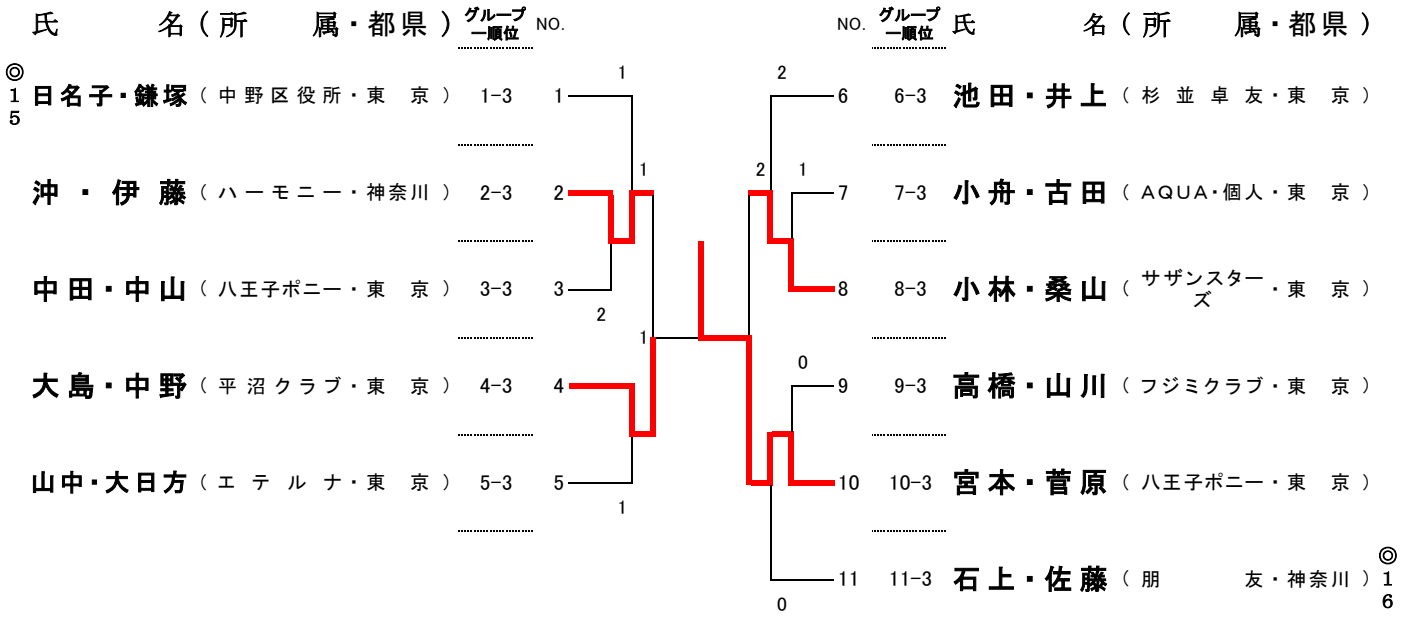 氏　名(所　属・都県) グループ一順位 NO.
NO. グループ一順位 氏　名(所　属・都県)
◎15
日名子・鎌塚(中野区役所・東 京) 1-3 1
沖・伊藤(ハーモニー・神奈川) 2-3 2
中田・中山(八王子ポニー・東 京) 3-3 3
大島・中野(平沼クラブ・東 京) 4-3 4
山中・大日方(エテルナ・東 京) 5-3 5
1
1
2
1
1
2
2
1
0
0
6 6-3 池田・井上(杉並卓友・東 京)
7 7-3 小舟・古田(AQUA・個人・東 京)
8 8-3 小林・桑山(サザンスターズ・東 京)
9 9-3 高橋・山川(フジミクラブ・東 京)
10 10-3 宮本・菅原(八王子ポニー・東 京)
11 11-3 石上・佐藤(朋 友・神奈川)
◎16